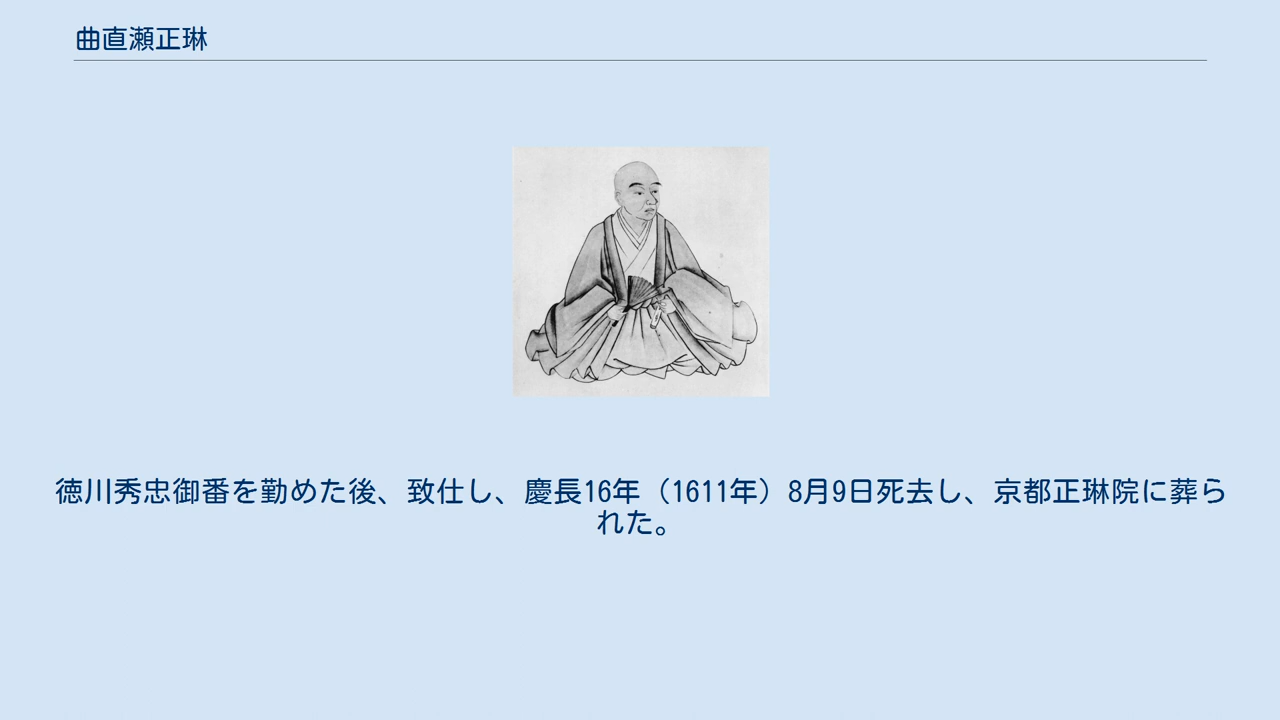 曲直瀬正琳
徳川秀忠御番を勤めた後、致仕し、慶長16年（1611年）8月9日死去し、京都正琳院に葬ら
れた。